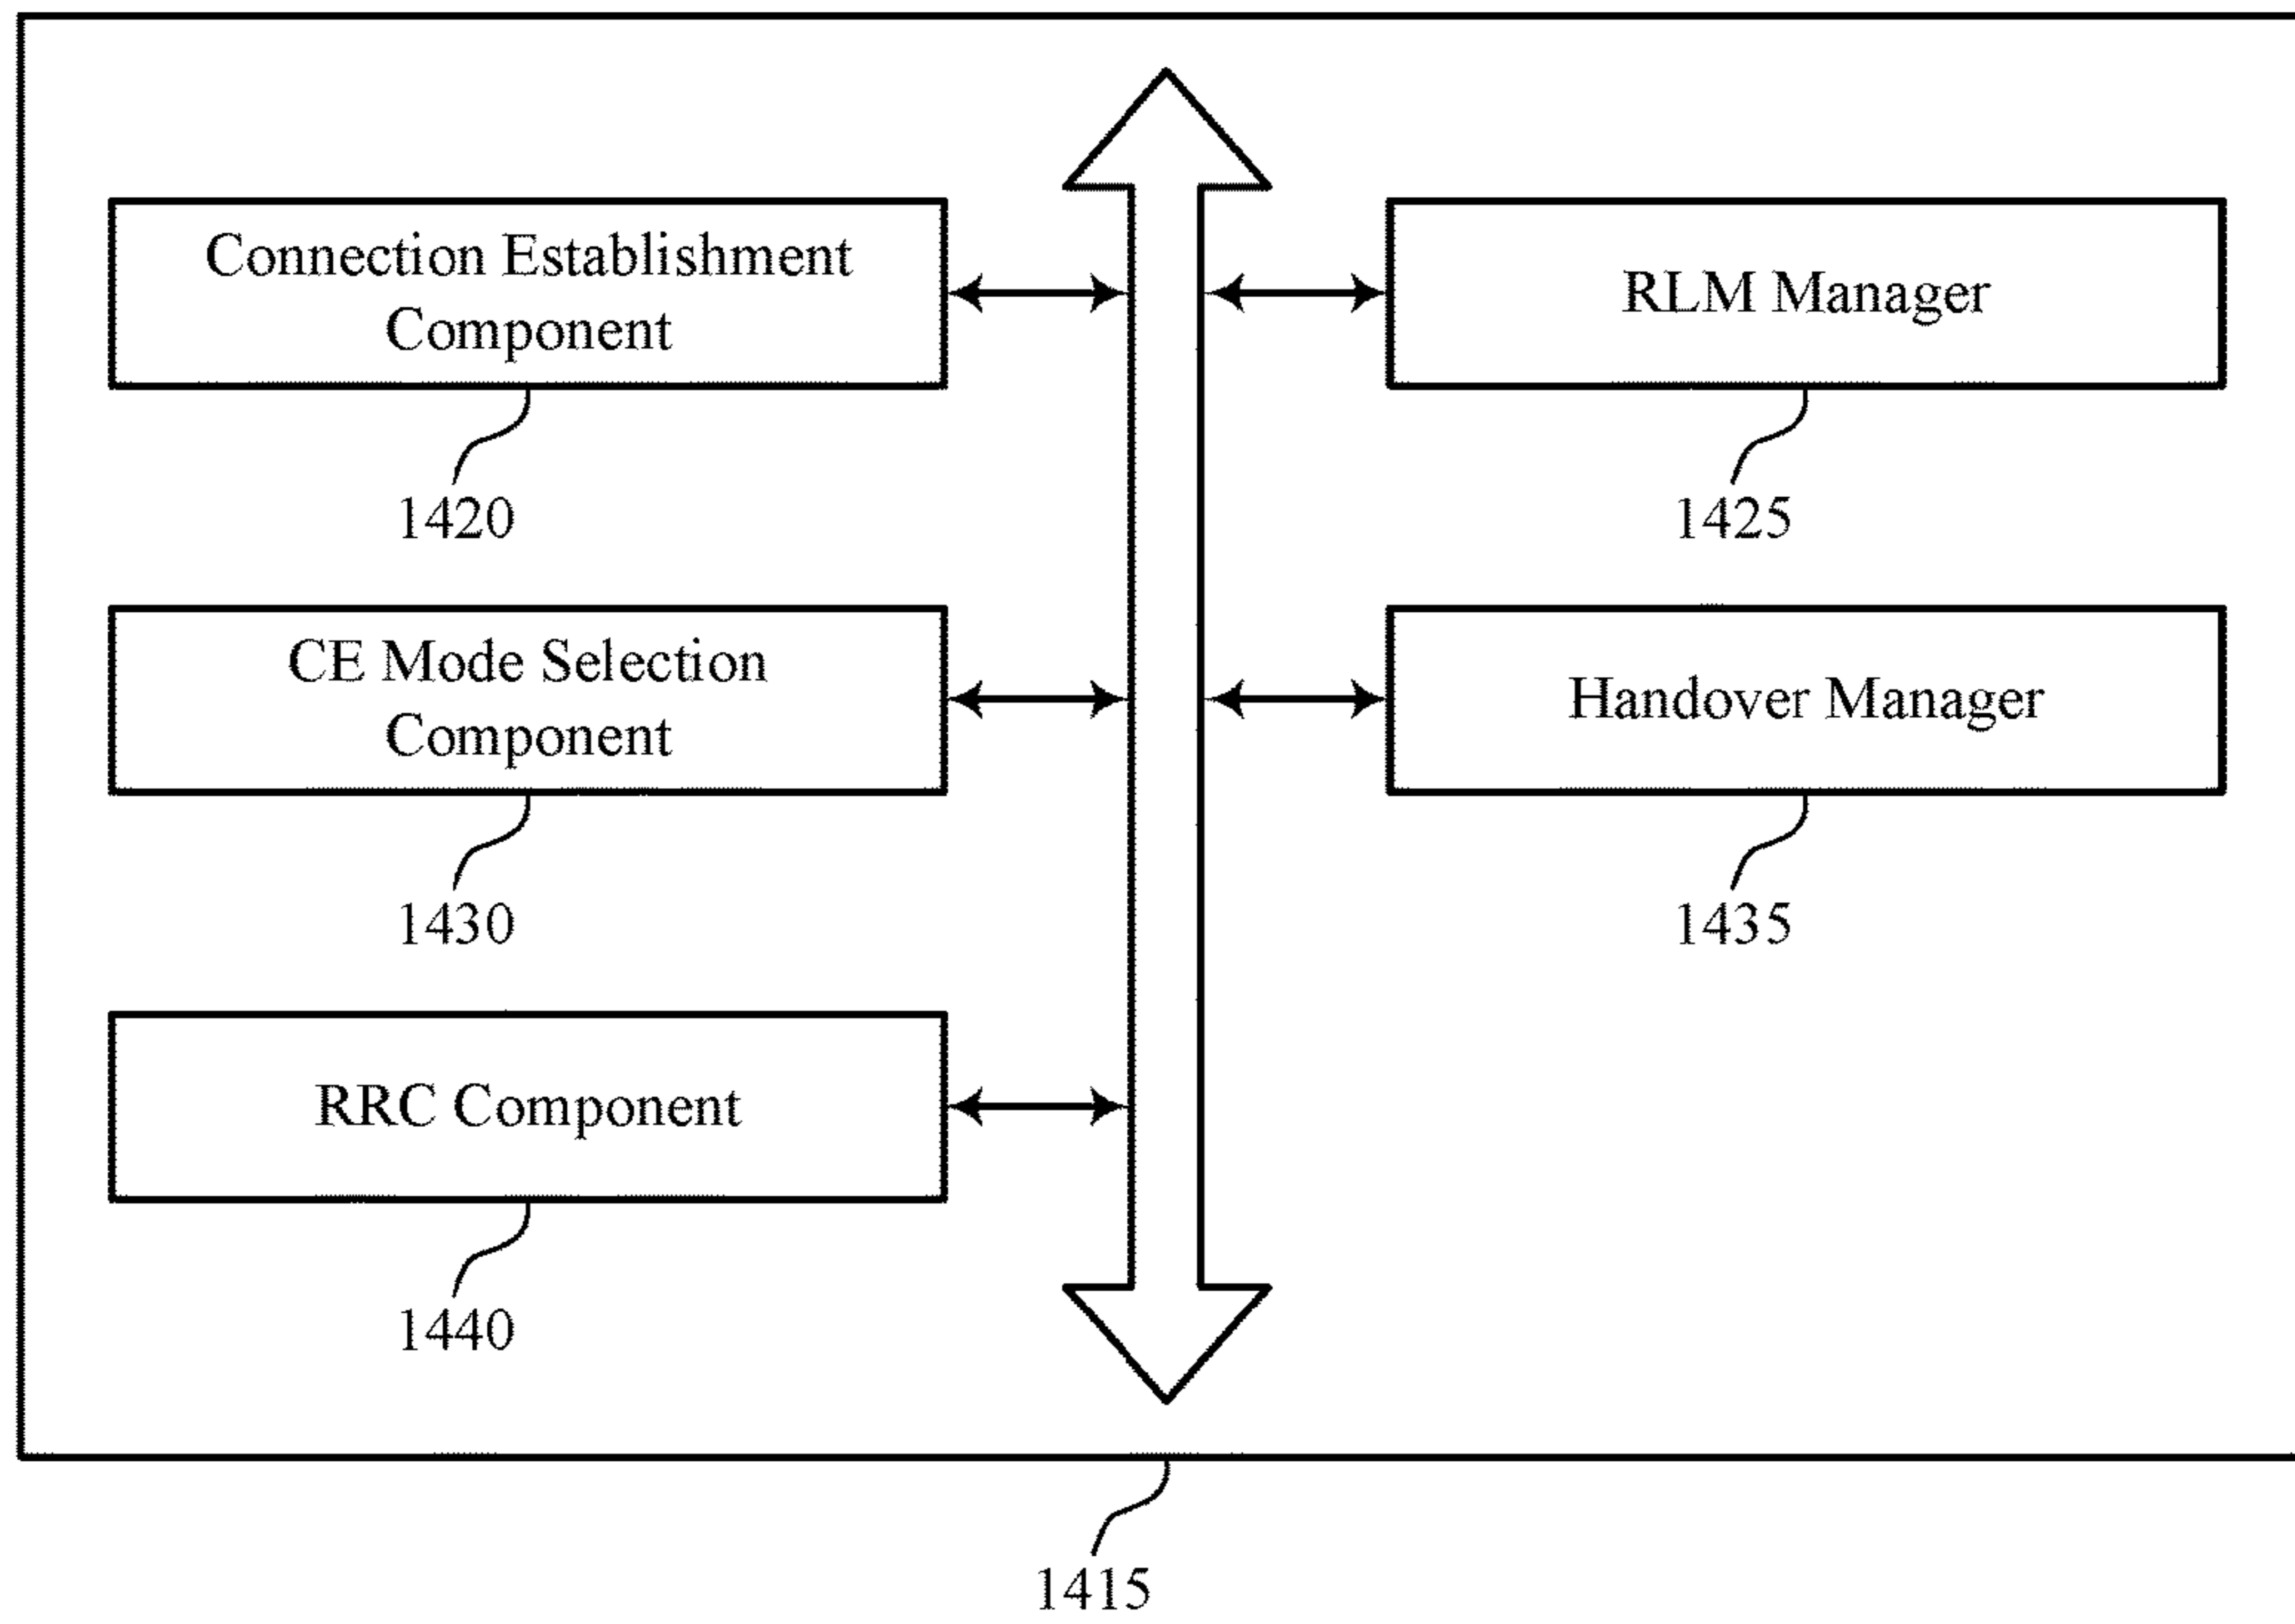 Connection Establishment
Component
RLM Manager
1420
1425
CE Mode Selection
Component
Handover Manager
1430
1435
RRC Component
1440
1415